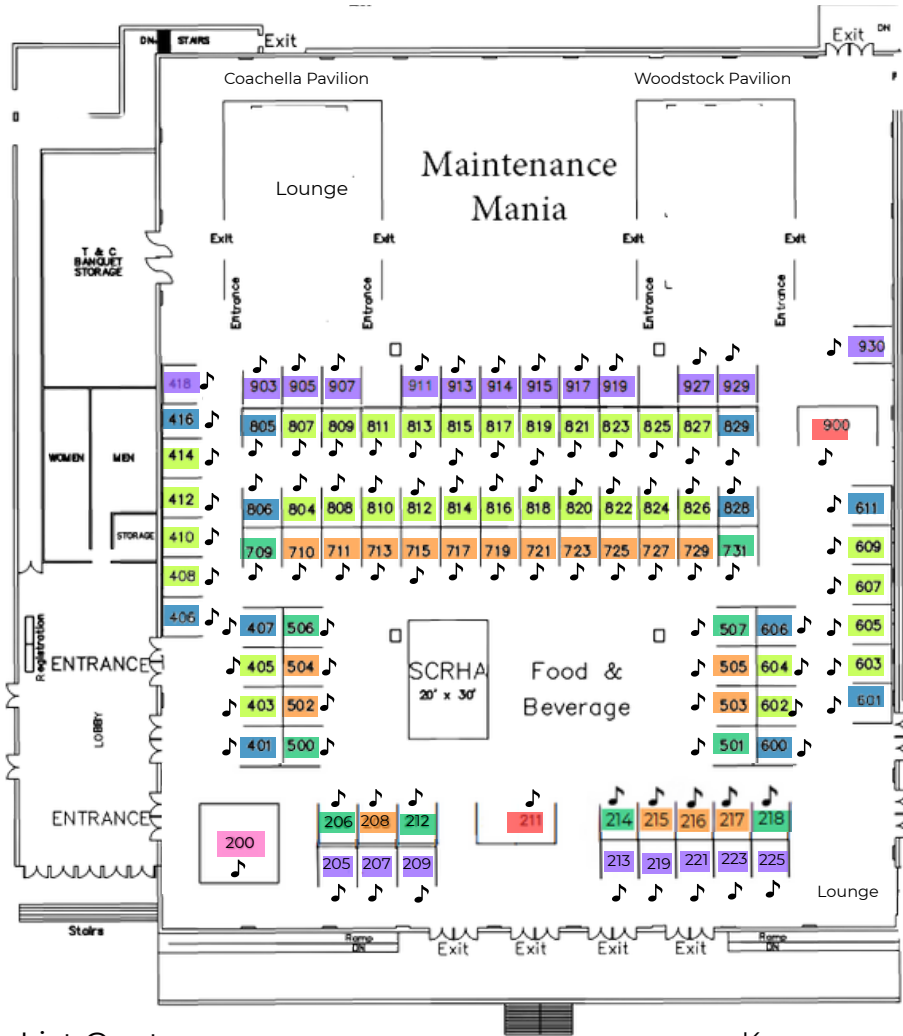 DN
STAIRS
Exit
Exit
DN
Coachella Pavilion
Woodstock Pavilion
Maintenance
Mania
Lounge
T & C
BANQUET
STORAGE
Exit
Exit
Exit
Exit
Entrance
Entrance
Entrance
Entrance
930
418
903 905 907 911 913 914 915 917 919 927 929
416
805 807 809 811 813 815 817 819 821 823 825 827 829
900
WOMEN
MEN
414
412
806 804 808 810 812 814 816 818 820 822 824 826 828
611
STORAGE
410
709 710 711 713 715 717 719 721 723 725 727 729 731
609
408
607
406
407 506
507 606
605
Registration
ENTRANCE
405 504
SCRHA
20' x 30'
Food &
Beverage
505 604
603
403 502
503 602
601
LOBBY
401 500
501 600
ENTRANCE
200
206 208 212
211
214 215 216 217 218
205 207 209
213 219 221 223 225
Lounge
Stairs
Ramp
DN
Exit
Exit
Exit
Exit
Ramp
DN